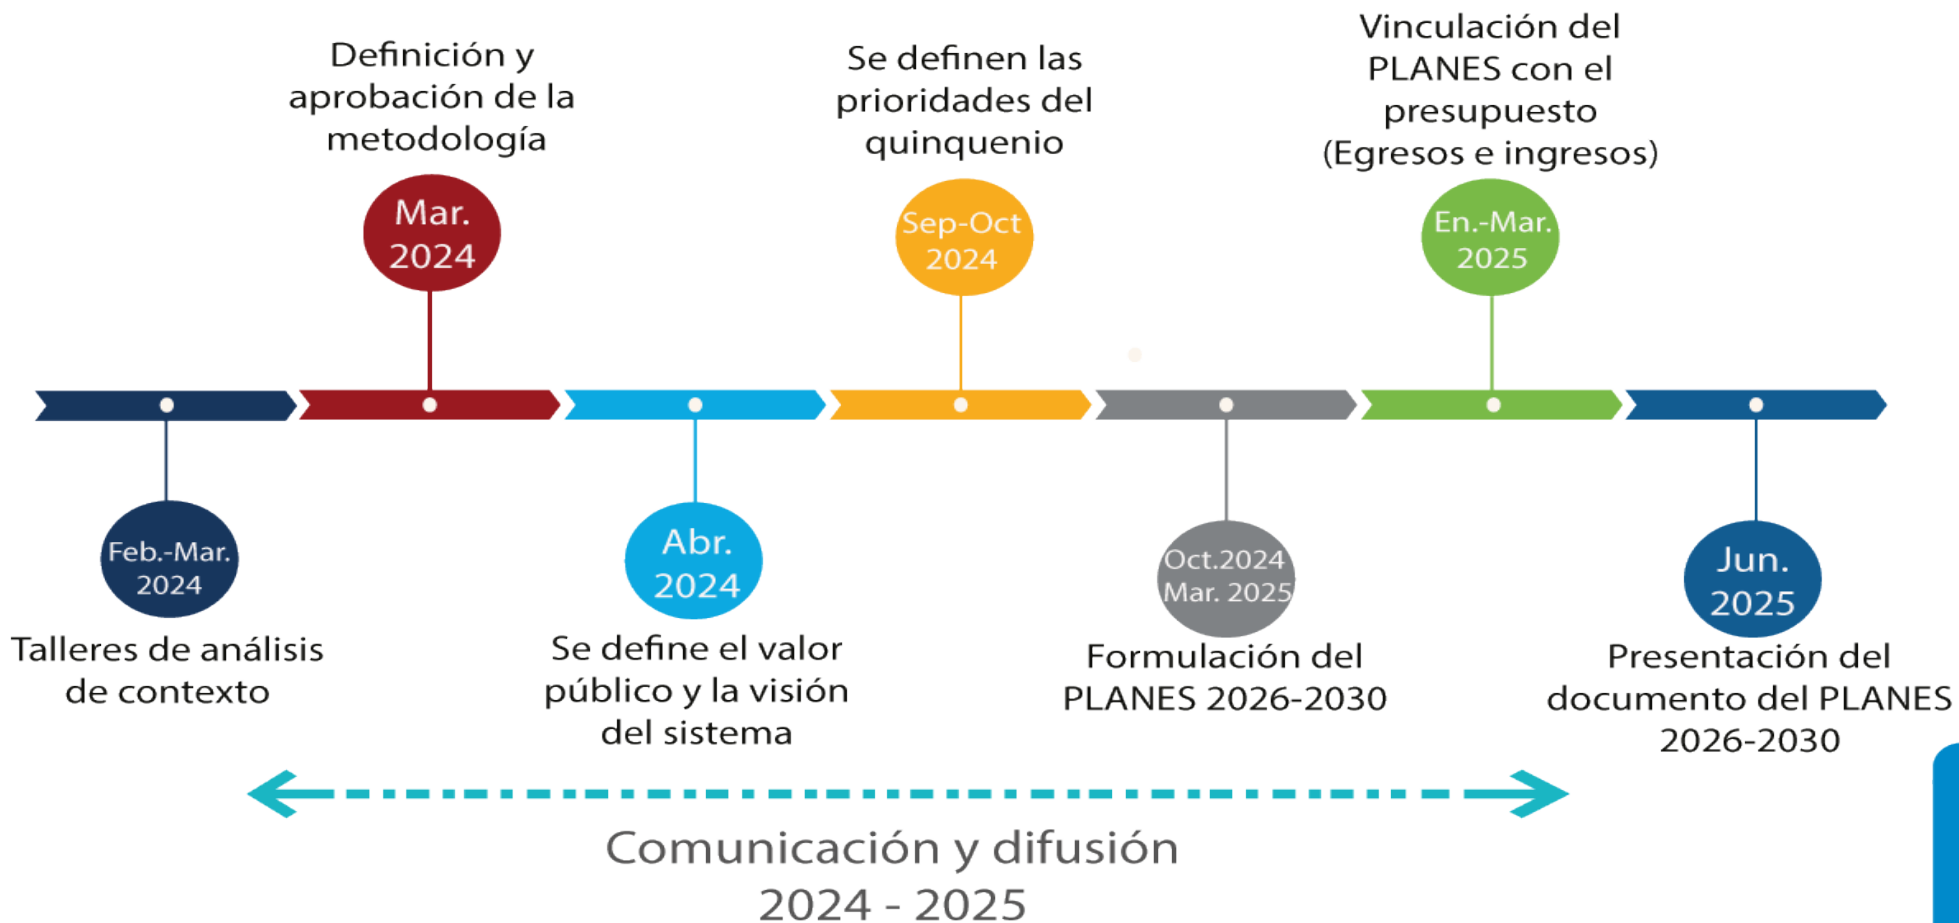 Definición y
aprobación de la
metodología
Mar.
2024
Se definen las
prioridades del
quinquenio
Sep-Oct
2024
Vinculación del
PLANES con el
presupuesto
(Egresos e ingresos)
En.-Mar.
2025
Feb.-Mar.
2024
Talleres de análisis
de contexto
Abr.
2024
Se define el valor
público y la visión
del sistema
Oct.2024
Mar. 2025
Formulación del
PLANES 2026-2030
Jun.
2025
Presentación del
documento del PLANES
2026-2030
Comunicación y difusión
2024 - 2025